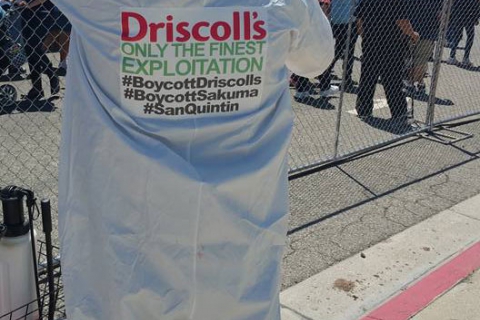 Driscoll's
ONLY THE FINEST
EXPLOITATION
#BoycottDriscolls
#BoycottSakuma
#SanQuintin